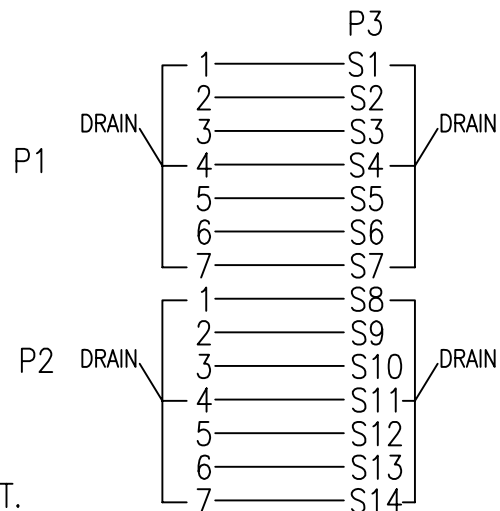 P3
1 S1
2 S2
DRAIN 3 S3 DRAIN
P1 4 S4
5 S5
6 S6
7 S7
1 S8
2 S9
P2 DRAIN 3 S10 DRAIN
4 S11
5 S12
6 S13
T. 7 S14